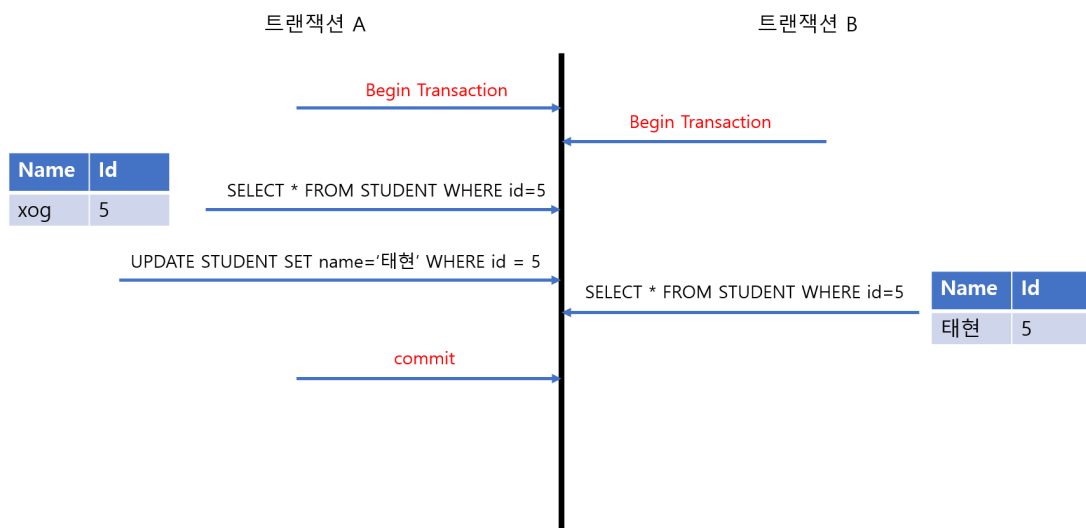 트랜잭션 A
트랜잭션 B
Begin Transaction
Begin Transaction
Name Id
xog 5
SELECT * FROM STUDENT WHERE id=5
UPDATE STUDENT SET name='태현' WHERE id = 5
SELECT * FROM STUDENT WHERE id=5
Name Id
태현 5
commit